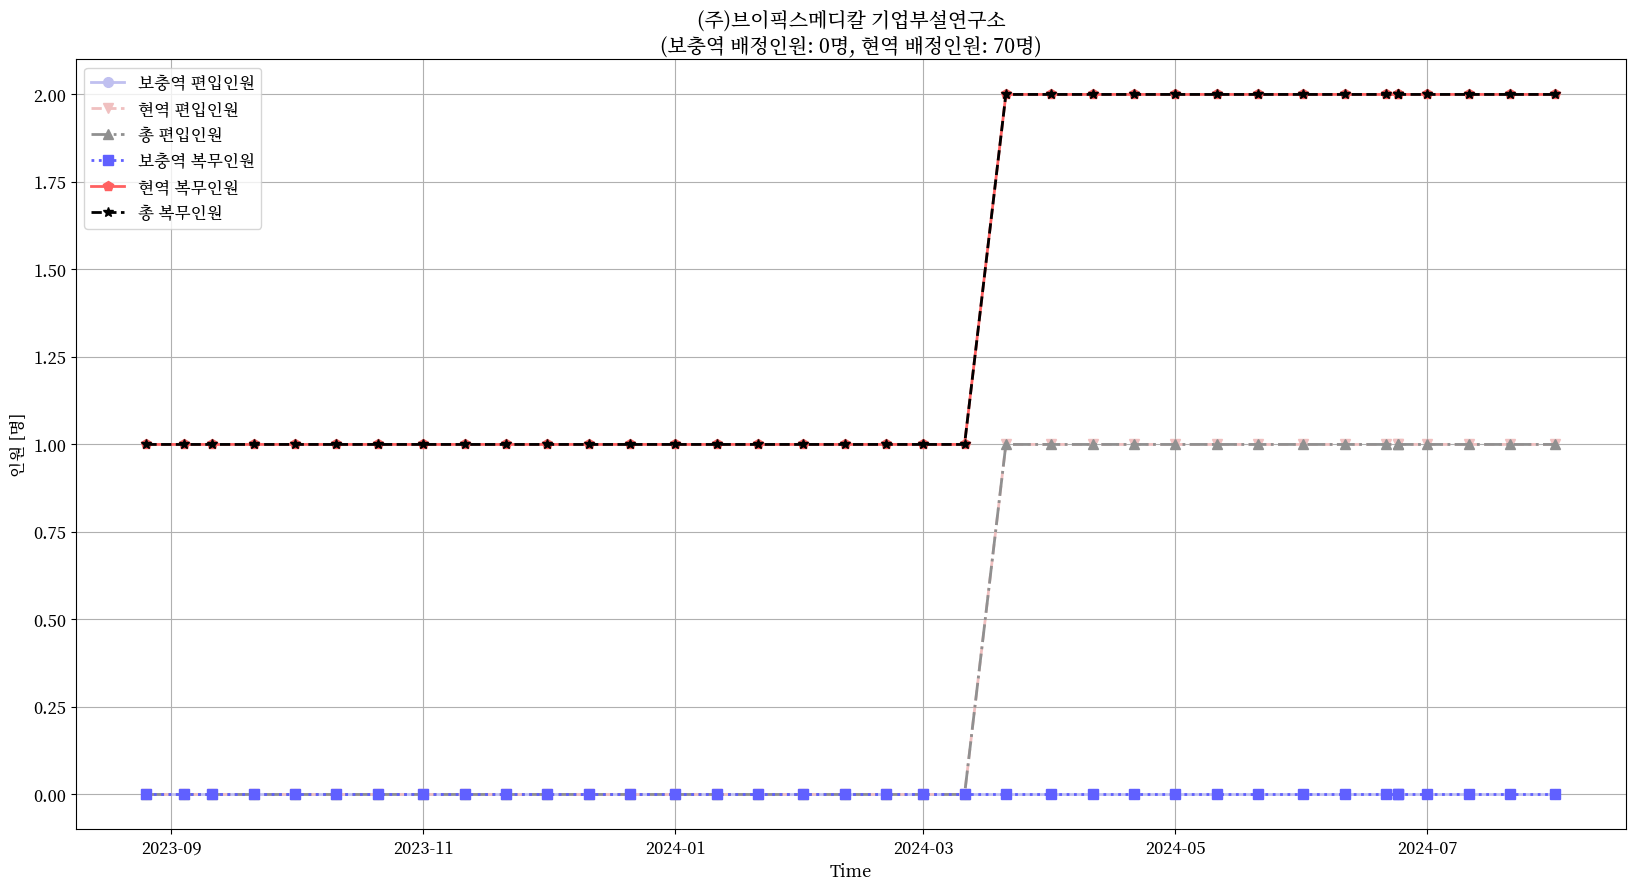 (주)브이픽스메디칼 기업부설연구소
(보충역 배정인원: 0명, 현역 배정인원: 70명)
보충역 편입인원
현역 편입인원
총 편입인원
보충역 복무인원
현역 복무인원
총 복무인원
2.00
1.75
1.50
1.25
1.00
0.75
0.50
0.25
0.00
인원 [명]
2023-09 2023-11 2024-01 2024-03 2024-05 2024-07
Time